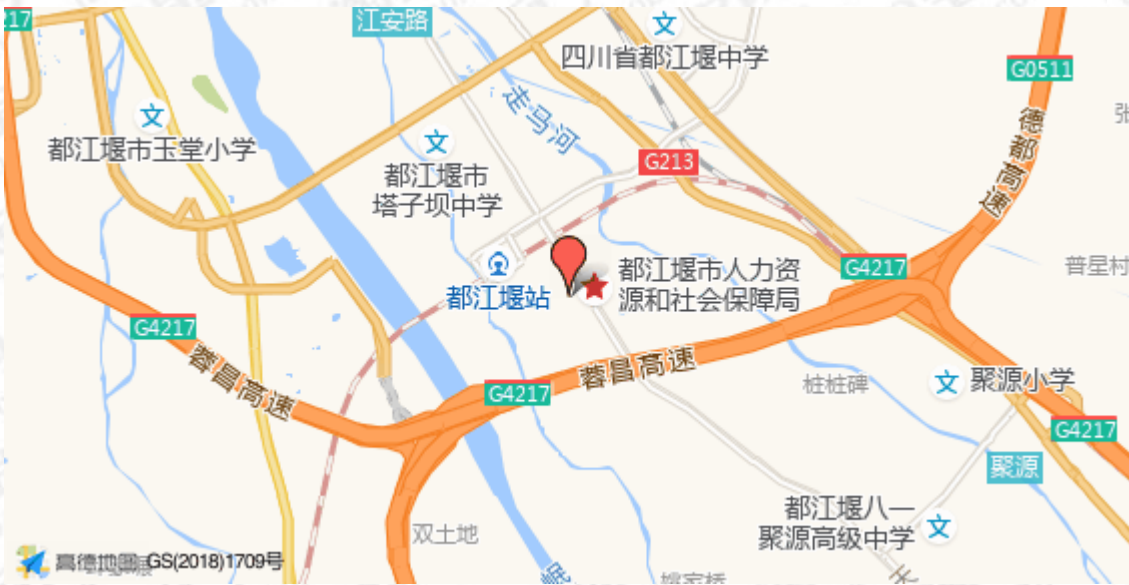 217
江安路
四川省都江堰中学
G0511
德都高速
走马河
都江堰市玉堂小学
都江堰市
塔子坝中学
G213
都江堰站
都江堰市人力资
源和社会保障局
G4217
普星村
G4217
蓉昌高速
G4217
蓉昌高速
桩桩碑
聚源小学
G4217
聚源
都江堰八一
聚源高级中学
双土地
高德地图 GS(2018)1709号